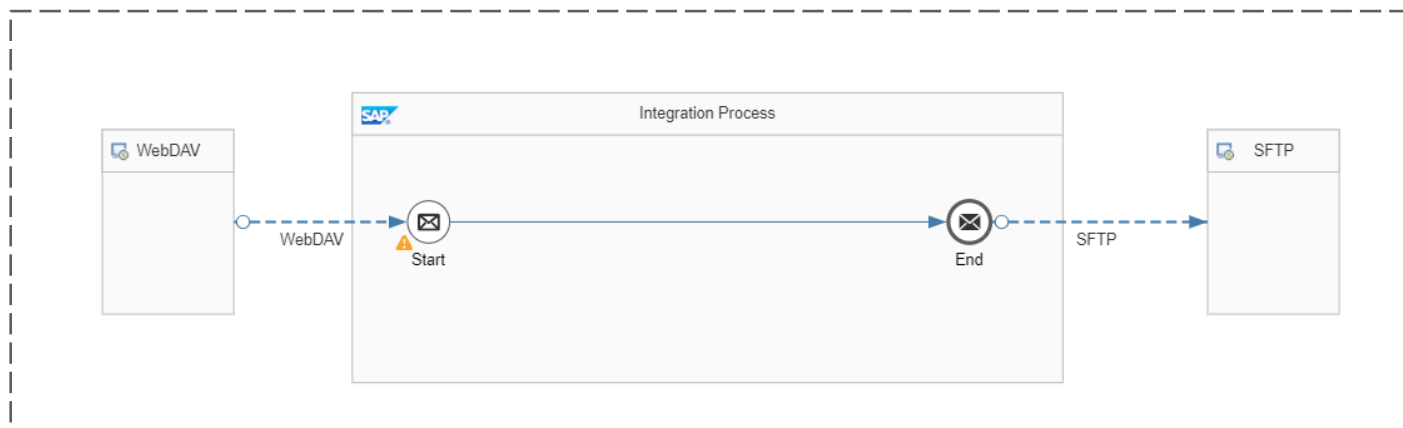 SAP
Integration Process
WebDAV
SFTP
WebDAV
SFTP
Start
End